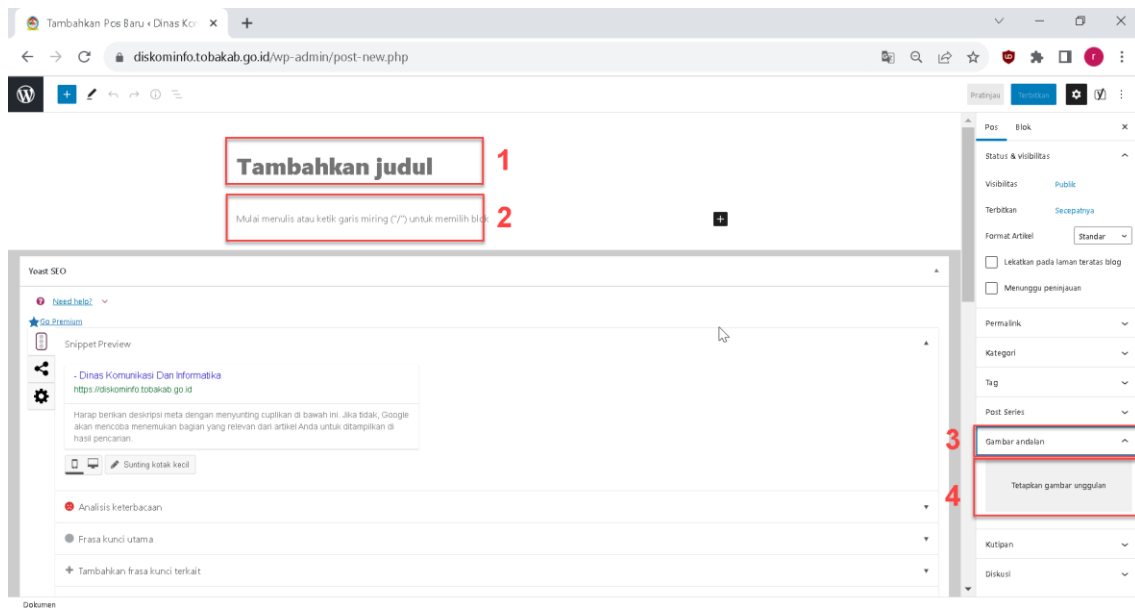 Tambahkan Pos Baru ‹ Dinas Kom
diskominfo.tobakab.go.id/wp-admin/post-new.php
r
Pratinjau
Terbitkan
Tambahkan judul
1
Mulai menulis atau ketik garis miring ("/") untuk memilih blok
2
Pos Blok
Status & visibilitas
Visibilitas Publik
Terbitkan Secepatnya
Format Artikel Standar
Lekatkan pada laman teratas blog
Menunggu peninjauan
Permalink
Kategori
Tag
Post Series
3
Gambar andalan
4
Tetapkan gambar unggulan
Kutipan
Diskusi
Yoast SEO
Need help?
Go Premium
Snippet Preview
- Dinas Komunikasi Dan Informatika
https://diskominfo.tobakab.go.id
Harap berikan deskripsi meta dengan menyunting cuplikan di bawah ini. Jika tidak, Google
akan mencoba menemukan bagian yang relevan dari artikel Anda untuk ditampilkan di
hasil pencarian.
Sunting kotak kecil
Analisis keterbacaan
Frasa kunci utama
Tambahkan frasa kunci terkait
Dokumen